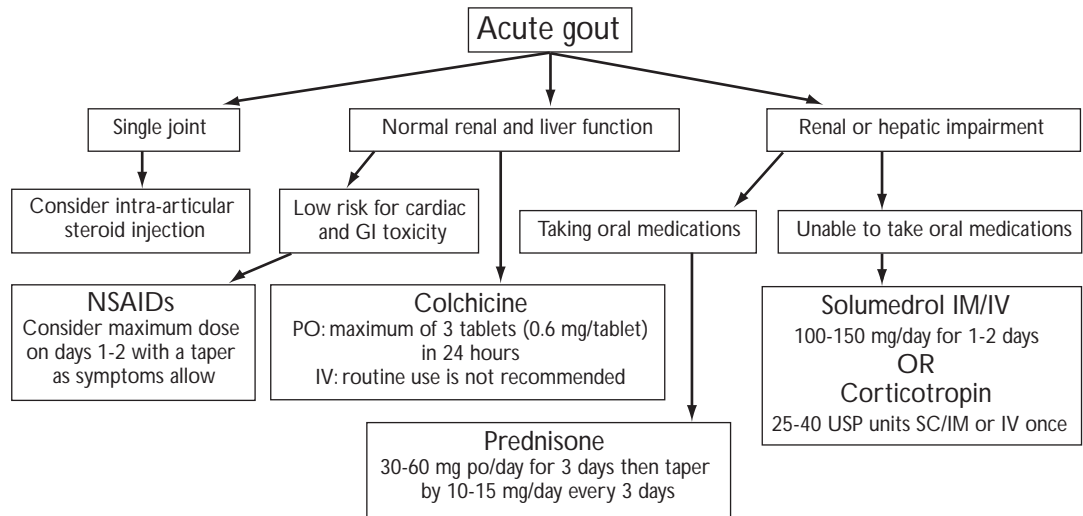 Acute gout
Single joint
Normal renal and liver function
Renal or hepatic impairment
Consider intra-articular
steroid injection
Low risk for cardiac
and GI toxicity
Taking oral medications
Unable to take oral medications
NSAIDs
Consider maximum dose
on days 1-2 with a taper
as symptoms allow
Colchicine
PO: maximum of 3 tablets (0.6 mg/tablet)
in 24 hours
IV: routine use is not recommended
Solumedrol IM/IV
100-150 mg/day for 1-2 days
OR
Corticotropin
25-40 USP units SC/IM or IV once
Prednisone
30-60 mg po/day for 3 days then taper
by 10-15 mg/day every 3 days